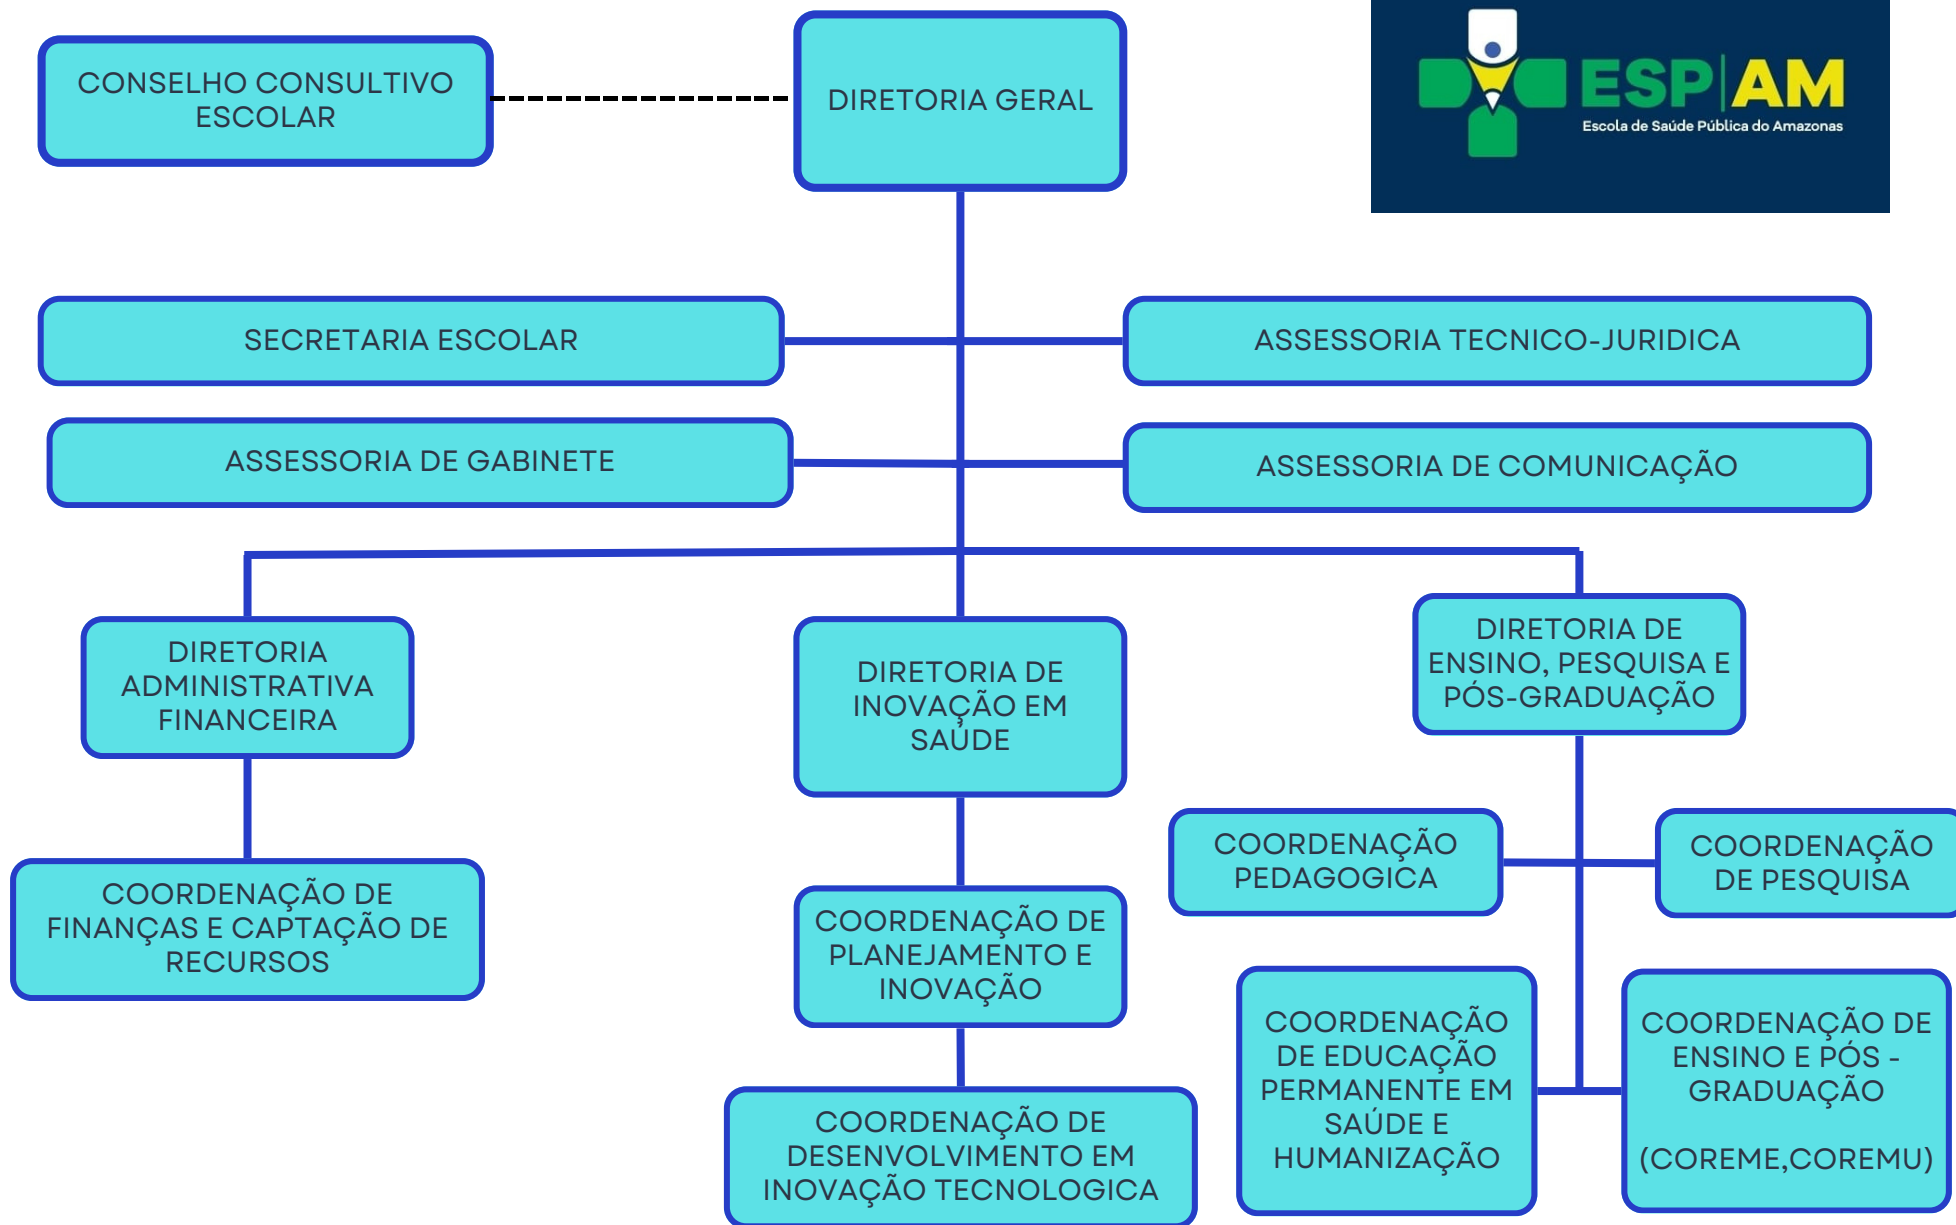 CONSELHO CONSULTIVO
ESCOLAR
DIRETORIA GERAL
ESP|AM
Escola de Saúde Pública do Amazonas
SECRETARIA ESCOLAR
ASSESSORIA TECNICO-JURIDICA
ASSESSORIA DE GABINETE
ASSESSORIA DE COMUNICAÇÃO
DIRETORIA
ADMINISTRATIVA
FINANCEIRA
DIRETORIA DE
INOVAÇÃO EM
SAÚDE
DIRETORIA DE
ENSINO, PESQUISA E
PÓS-GRADUAÇÃO
COORDENAÇÃO DE
FINANÇAS E CAPTAÇÃO DE
RECURSOS
COORDENAÇÃO DE
PLANEJAMENTO E
INOVAÇÃO
COORDENAÇÃO DE
DESENVOLVIMENTO EM
INOVAÇÃO TECNOLOGICA
COORDENAÇÃO
PEDAGOGICA
COORDENAÇÃO
DE PESQUISA
COORDENAÇÃO
DE EDUCAÇÃO
PERMANENTE EM
SAÚDE E
HUMANIZAÇÃO
COORDENAÇÃO DE
ENSINO E PÓS -
GRADUAÇÃO
(COREME,COREMU)